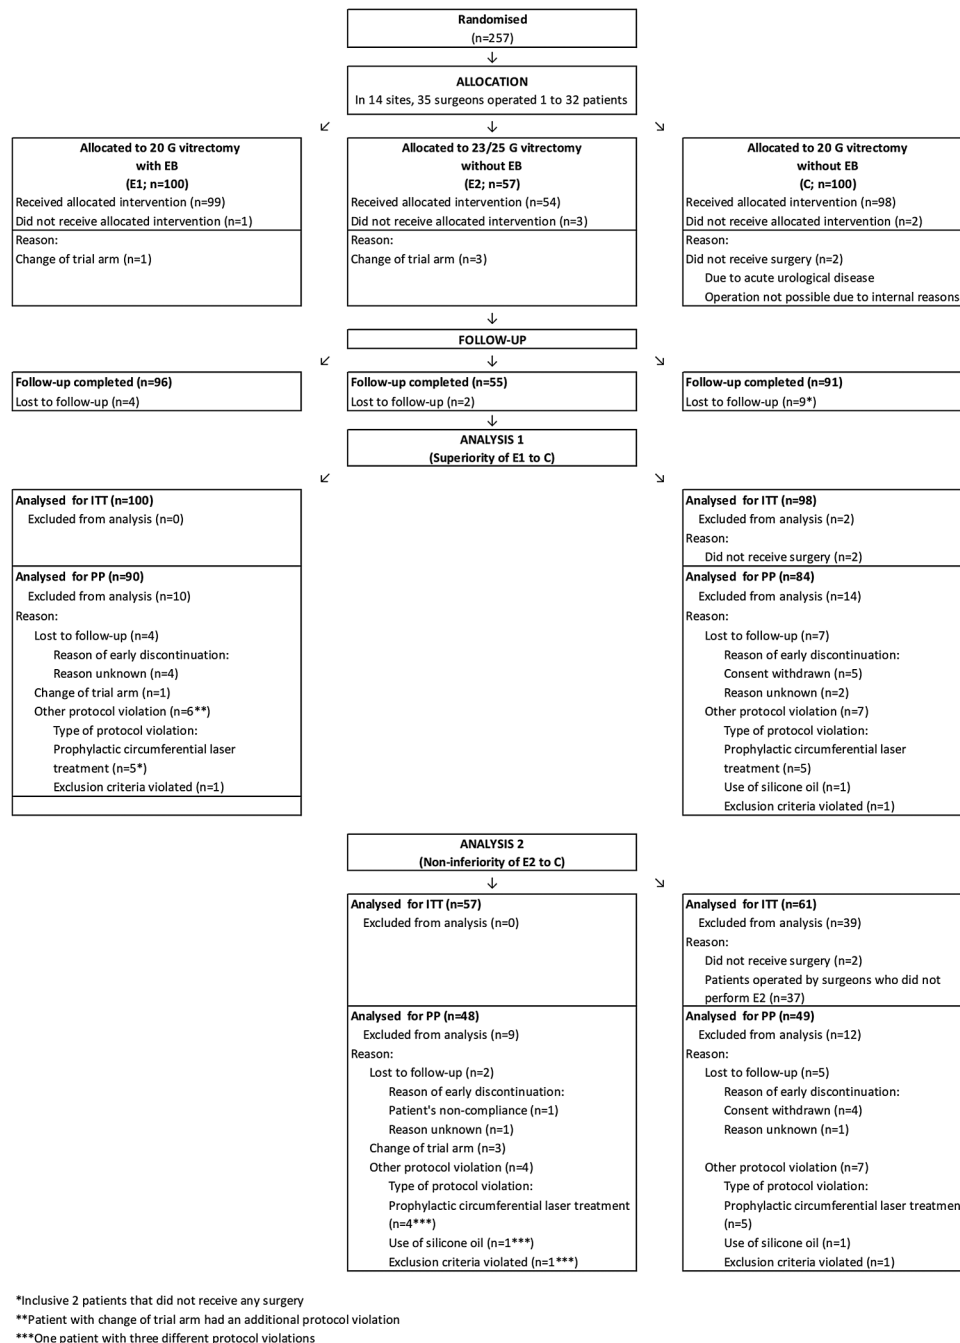 Randomised
(n=257)
ALLOCATION
In 14 sites, 35 surgeons operated 1 to 32 patients
Allocated to 20 G vitrectomy
with EB
(E1; n=100)
Received allocated intervention (n=99)
Did not receive allocated intervention (n=1)
Reason:
Change of trial arm (n=1)
Allocated to 23/25 G vitrectomy
without EB
(E2; n=57)
Received allocated intervention (n=54)
Did not receive allocated intervention (n=3)
Reason:
Change of trial arm (n=3)
Allocated to 20 G vitrectomy
without EB
(C; n=100)
Received allocated intervention (n=98)
Did not receive allocated intervention (n=2)
Reason:
Did not receive surgery (n=2)
Due to acute urological disease
Operation not possible due to internal reasons
FOLLOW-UP
Follow-up completed (n=96)
Lost to follow-up (n=4)
Follow-up completed (n=55)
Lost to follow-up (n=2)
Follow-up completed (n=91)
Lost to follow-up (n=9*)
ANALYSIS 1
(Superiority of E1 to C)
Analysed for ITT (n=100)
Excluded from analysis (n=0)
Analysed for PP (n=90)
Excluded from analysis (n=10)
Reason:
Lost to follow-up (n=4)
Reason of early discontinuation:
Reason unknown (n=4)
Change of trial arm (n=1)
Other protocol violation (n=6**)
Type of protocol violation:
Prophylactic circumferential laser
treatment (n=5*)
Exclusion criteria violated (n=1)
Analysed for ITT (n=98)
Excluded from analysis (n=2)
Reason:
Did not receive surgery (n=2)
Analysed for PP (n=84)
Excluded from analysis (n=14)
Reason:
Lost to follow-up (n=7)
Reason of early discontinuation:
Consent withdrawn (n=5)
Reason unknown (n=2)
Other protocol violation (n=7)
Type of protocol violation:
Prophylactic circumferential laser
treatment (n=5)
Use of silicone oil (n=1)
Exclusion criteria violated (n=1)
ANALYSIS 2
(Non-inferiority of E2 to C)
Analysed for ITT (n=57)
Excluded from analysis (n=0)
Analysed for PP (n=48)
Excluded from analysis (n=9)
Reason:
Lost to follow-up (n=2)
Reason of early discontinuation:
Patient's non-compliance (n=1)
Reason unknown (n=1)
Change of trial arm (n=3)
Other protocol violation (n=4)
Type of protocol violation:
Prophylactic circumferential laser treatment
(n=4***)
Use of silicone oil (n=1***)
Exclusion criteria violated (n=1***)
Analysed for ITT (n=61)
Excluded from analysis (n=39)
Reason:
Did not receive surgery (n=2)
Patients operated by surgeons who did not
perform E2 (n=37)
Analysed for PP (n=49)
Excluded from analysis (n=12)
Reason:
Lost to follow-up (n=5)
Reason of early discontinuation:
Consent withdrawn (n=4)
Reason unknown (n=1)
Other protocol violation (n=7)
Type of protocol violation:
Prophylactic circumferential laser treatment
(n=5)
Use of silicone oil (n=1)
Exclusion criteria violated (n=1)
*Inclusive 2 patients that did not receive any surgery
**Patient with change of trial arm had an additional protocol violation
***One patient with three different protocol violations